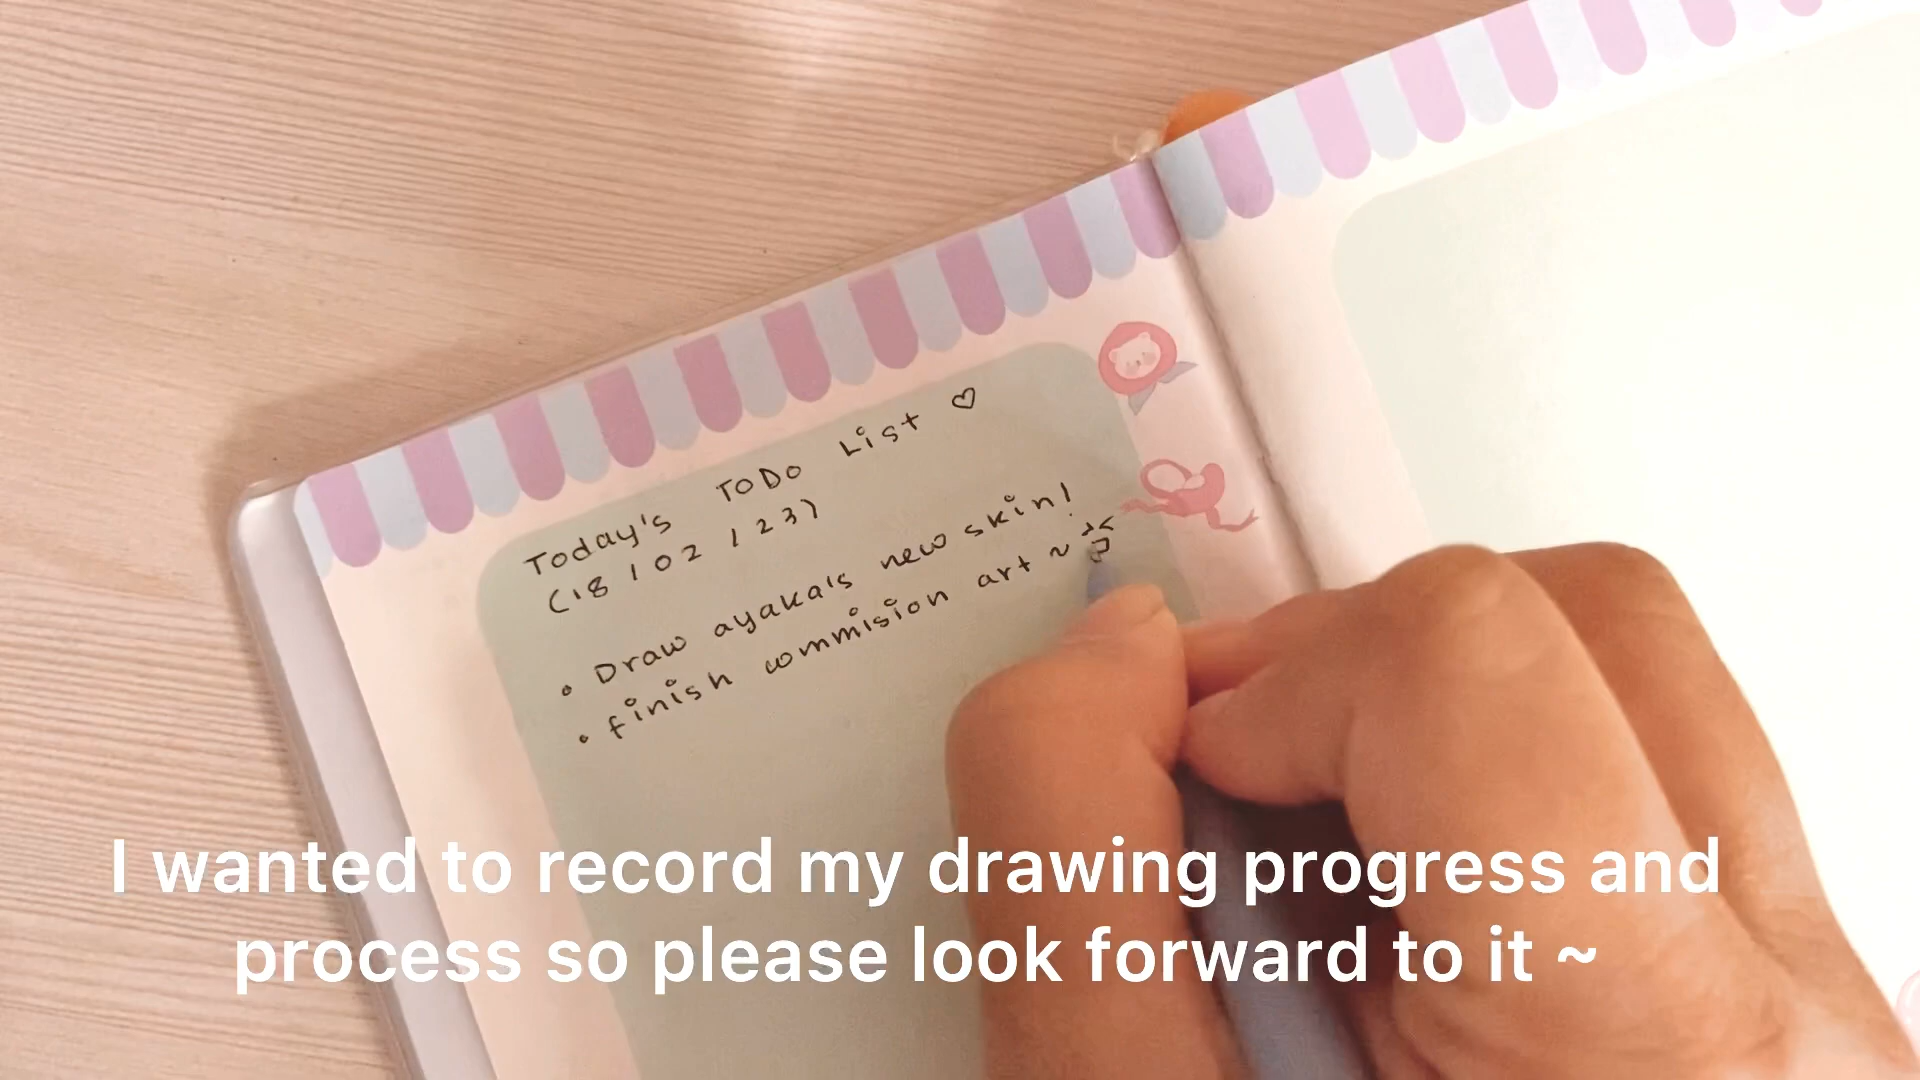 Today's ToDo List ♡
(18 / 02 / 23)
• Draw ayaka's new skin!
• finish commision art ~
I wanted to record my drawing progress and
process so please look forward to it ~